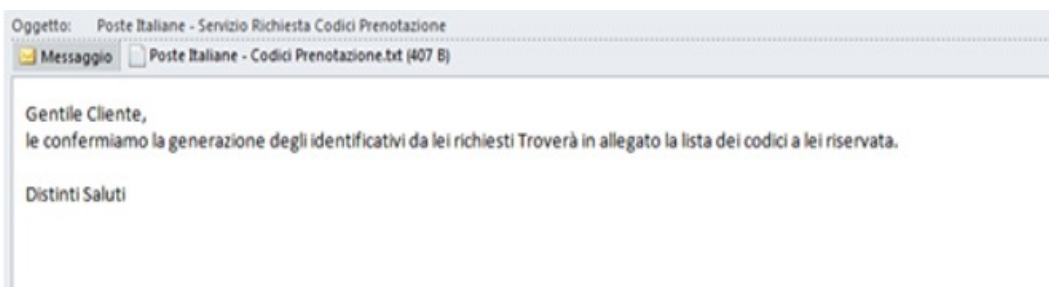 Oggetto: Poste Italiane - Servizio Richiesta Codici Prenotazione
Messaggio Poste Italiane - Codici Prenotazione.txt (407 B)
Gentile Cliente,
le confermiamo la generazione degli identificativi da lei richiesti Troverà in allegato la lista dei codici a lei riservata.
Distinti Saluti